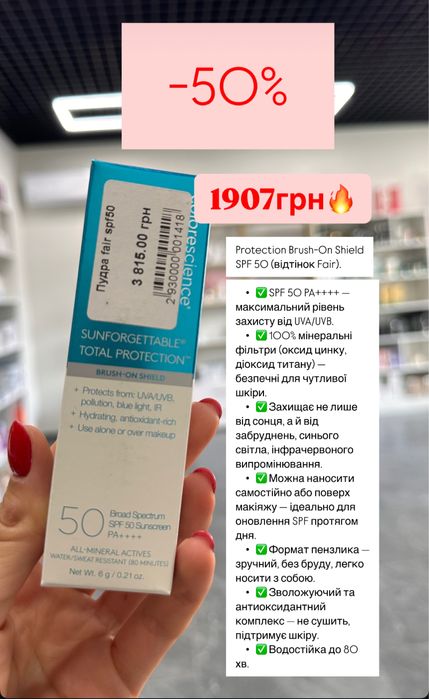 -50%
1907грн🔥
Protection Brush-On Shield
SPF 50 (відтінок Fair).
• ✅ SPF 50 PA++++ —
максимальний рівень
захисту від UVA/UVB.
• ✅ 100% мінеральні
фільтри (оксид цинку,
діоксид титану) —
безпечні для чутливої
шкіри.
• ✅ Захищає не лише
від сонця, а й від
забруднень, синього
світла, інфрачервоного
випромінювання.
• ✅ Можна наносити
самостійно або поверх
макіяжу — ідеально для
оновлення SPF протягом
дня.
• ✅ Формат пензлика —
зручний, без бруду, легко
носити з собою.
• ✅ Зволожуючий та
антиоксидантний
комплекс — не сушить,
підтримує шкіру.
• ✅ Водостійка до 80
хв.
Пудра fair spf50
3 815.00 грн
2930000001418
SUNFORGETTABLE®
TOTAL PROTECTION™
BRUSH-ON SHIELD
+ Protects from: UVA/UVB,
pollution, blue light, IR
+ Hydrating, antioxidant-rich
+ Use alone or over makeup
50
Broad Spectrum
SPF 50 Sunscreen
PA++++
ALL-MINERAL ACTIVES
WATER/SWEAT RESISTANT (80 MINUTES)
Net Wt. 6 g / 0.21 oz.